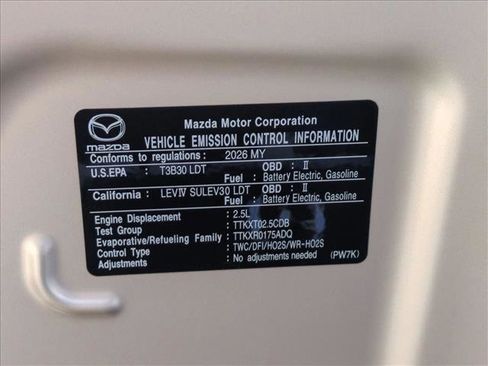 mazda
Mazda Motor Corporation
VEHICLE EMISSION CONTROL INFORMATION
Conforms to regulations: 2026 MY
U.S.EPA : T3B30 LDT OBD : II
Fuel : Battery Electric, Gasoline
California: LEVIV SULEV30 LDT OBD : II
Fuel : Battery Electric, Gasoline
Engine Displacement : 2.5L
Test Group : TTKXT02.5CDB
Evaporative/Refueling Family : TTKXR0175ADQ
Control Type : TWC/DFI/HO2S/WR-HO2S
Adjustments : No adjustments needed (PW7K)